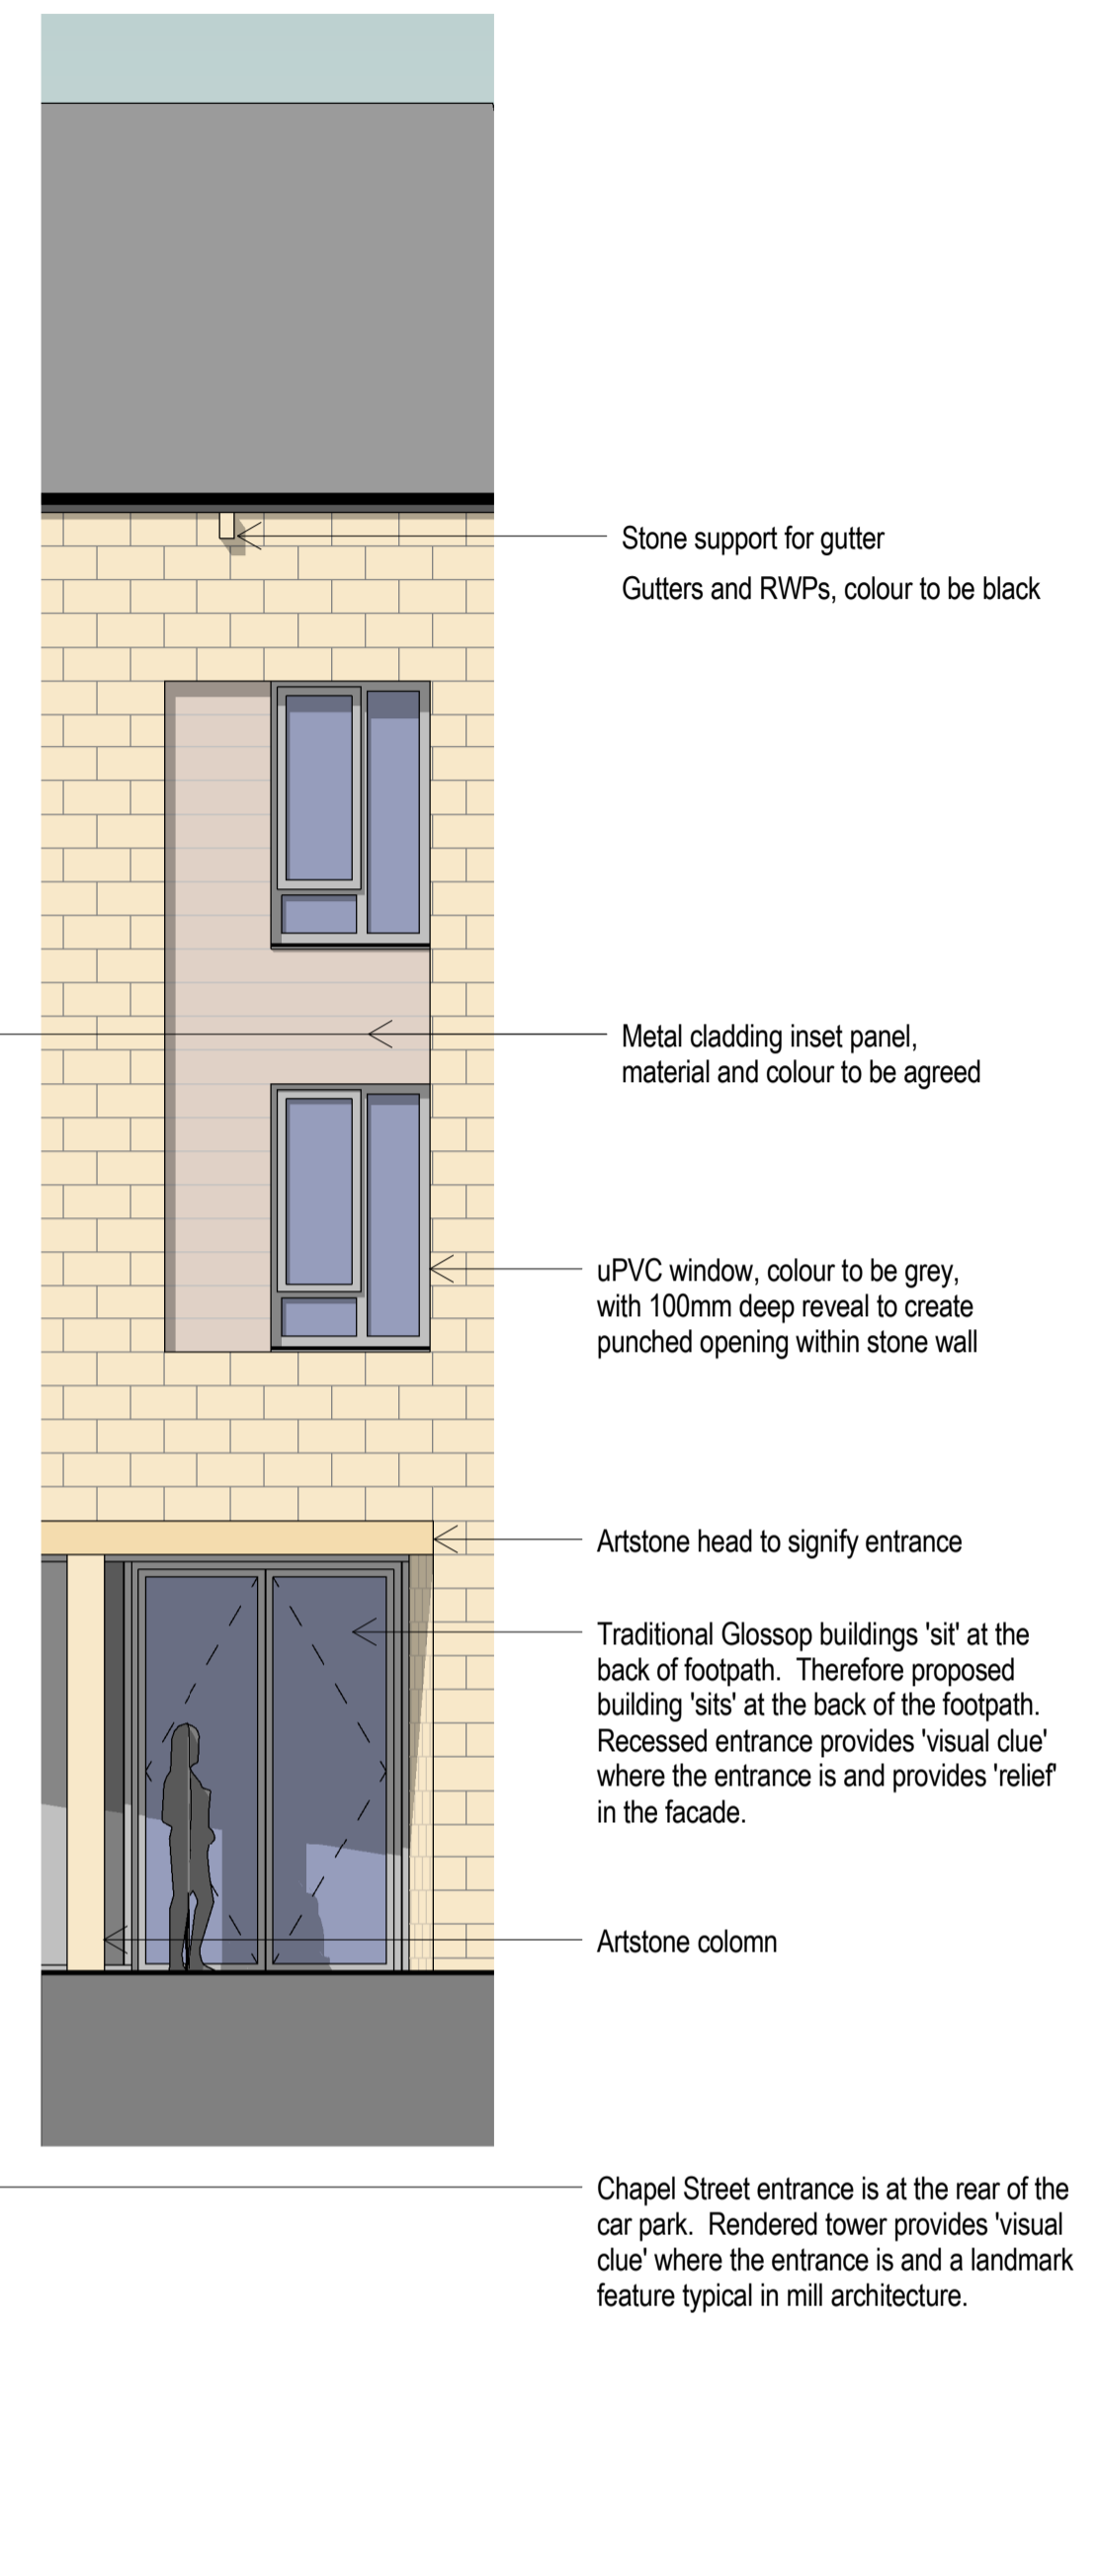 Stone support for gutter
Gutters and RWPs, colour to be black
Metal cladding inset panel,
material and colour to be agreed
uPVC window, colour to be grey,
with 100mm deep reveal to create
punched opening within stone wall
Artstone head to signify entrance
Traditional Glossop buildings 'sit' at the
back of footpath.  Therefore proposed
building 'sits' at the back of the footpath.
Recessed entrance provides 'visual clue'
where the entrance is and provides 'relief'
in the facade.
Artstone colomn
Chapel Street entrance is at the rear of the
car park.  Rendered tower provides 'visual
clue' where the entrance is and a landmark
feature typical in mill architecture.